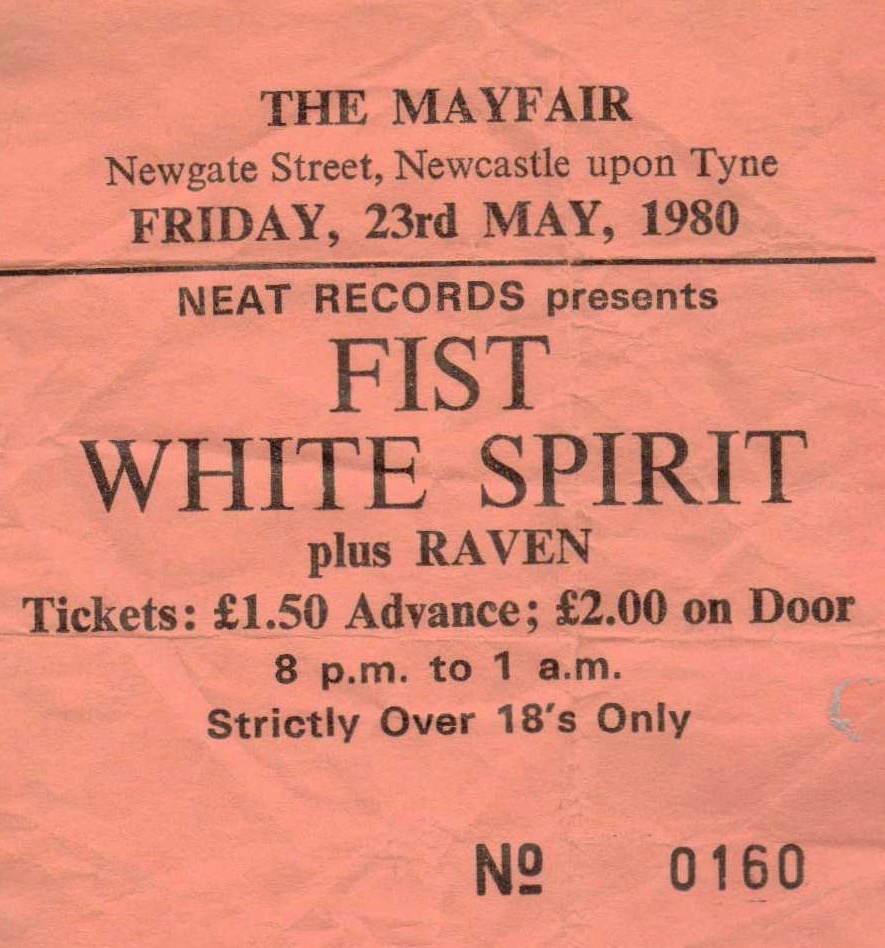 THE MAYFAIR
Newgate Street, Newcastle upon Tyne
FRIDAY, 23rd MAY, 1980
NEAT RECORDS presents
FIST
WHITE SPIRIT
plus RAVEN
Tickets: £1.50 Advance; £2.00 on Door
8 p.m. to 1 a.m.
Strictly Over 18's Only
Nº 0160